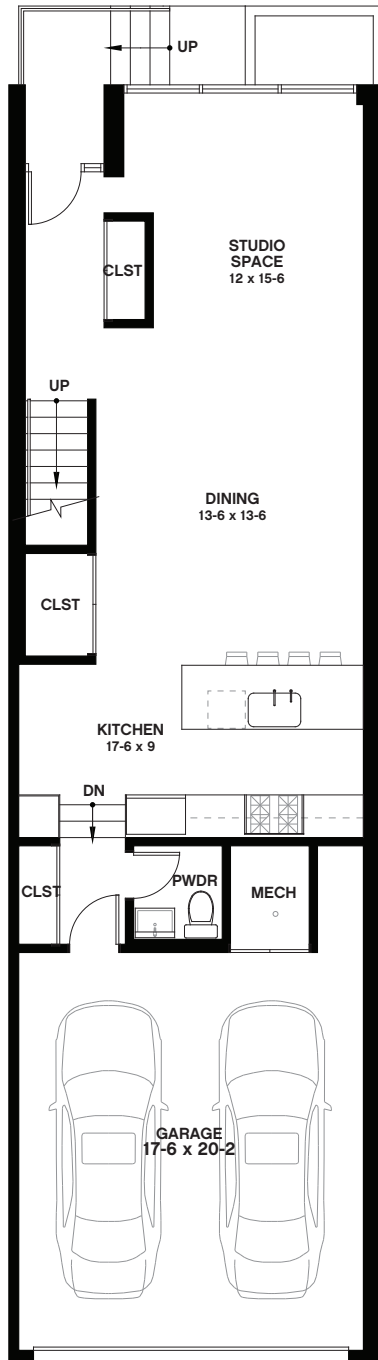 UP
STUDIO
SPACE
12 x 15-6
CLST
UP
DINING
13-6 x 13-6
CLST
KITCHEN
17-6 x 9
DN
CLST
PWDR
MECH
GARAGE
17-6 x 20-2